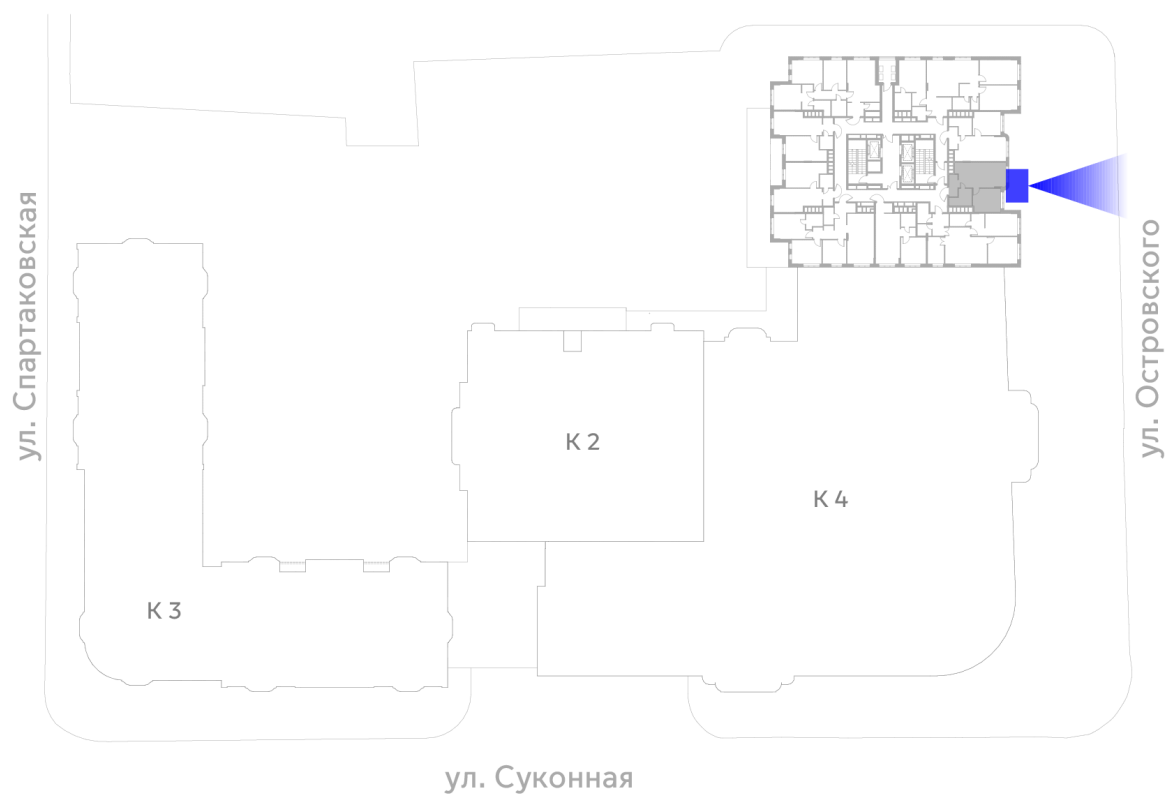 ул. Спартаковская
ул. Островского
К 2
К 4
К 3
ул. Суконная